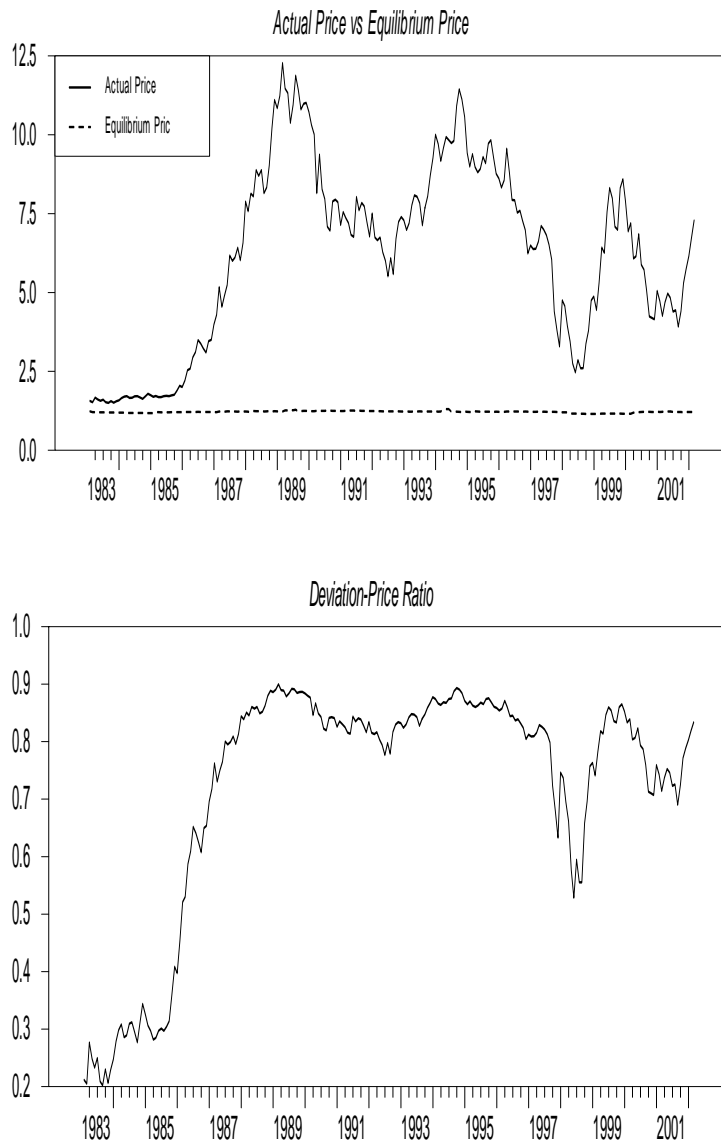 Actual Price vs Equilibrium Price
12.5
Actual Price
Equilibrium Pric
10.0
7.5
5.0
2.5
0.0
1983 1985 1987 1989 1991 1993 1995 1997 1999 2001
Deviation-Price Ratio
1.0
0.9
0.8
0.7
0.6
0.5
0.4
0.3
0.2
1983 1985 1987 1989 1991 1993 1995 1997 1999 2001